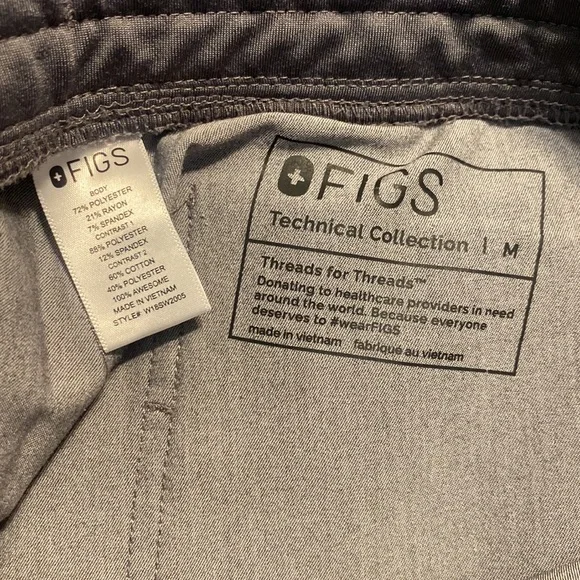 FIGS
BODY
72% POLYESTER
21% RAYON
7% SPANDEX
CONTRAST 1
88% POLYESTER
12% SPANDEX
CONTRAST 2
60% COTTON
40% POLYESTER
100% AWESOME
MADE IN VIETNAM
STYLE# W18SW2005
FIGS
Technical Collection | M
Threads for Threads™
Donating to healthcare providers in need
around the world. Because everyone
deserves to #wearFIGS
made in vietnam fabrique au vietnam